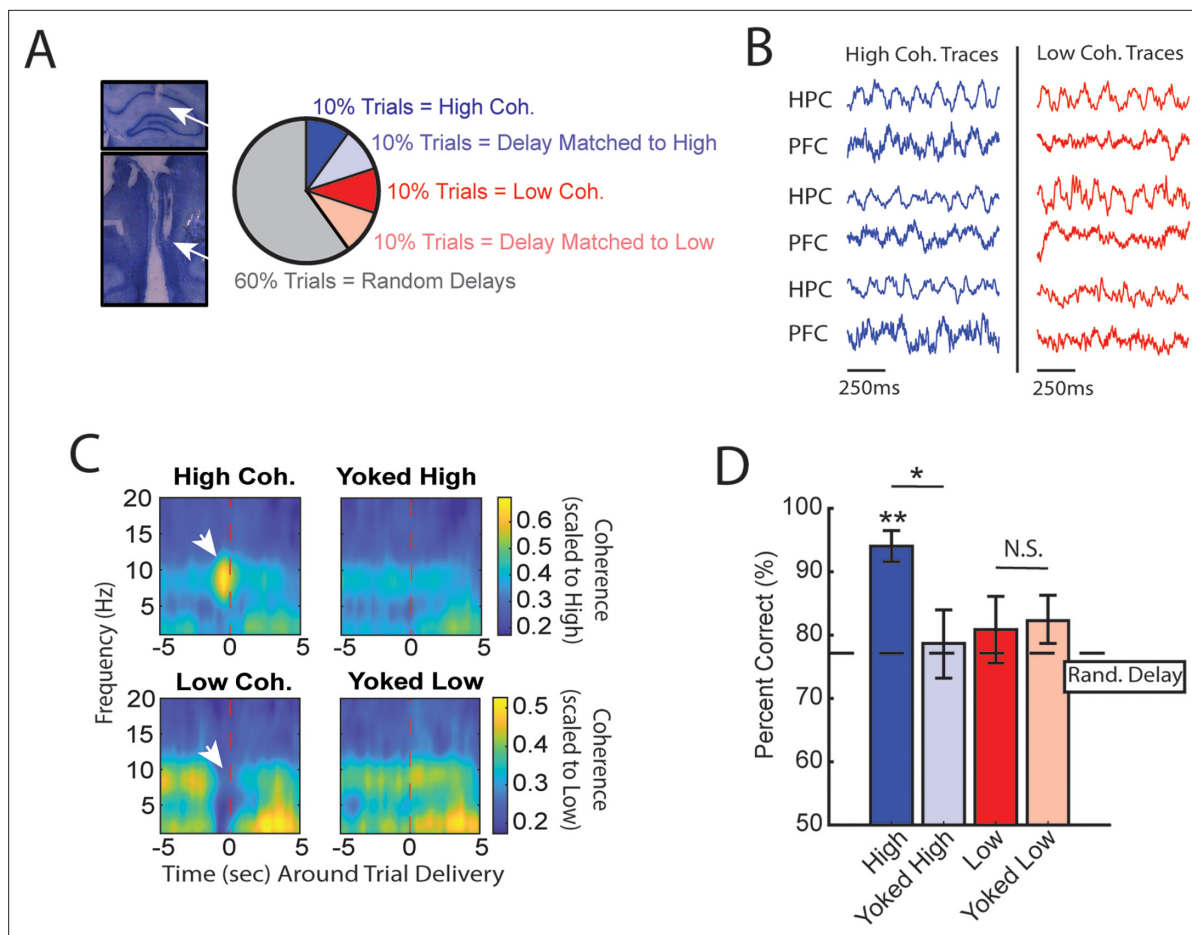 A
10% Trials = High Coh.
10% Trials = Delay Matched to High
10% Trials = Low Coh.
10% Trials = Delay Matched to Low
60% Trials = Random Delays
B
High Coh. Traces
Low Coh. Traces
HPC
PFC
HPC
PFC
HPC
PFC
250ms
250ms
C
High Coh.
Yoked High
20
15
10
5
-5
0
5
-5
0
5
0.6
0.5
0.4
0.3
0.2
Coherence
(scaled to High)
Low Coh.
Yoked Low
20
15
10
5
-5
0
5
-5
0
5
0.5
0.4
0.3
0.2
Coherence
(scaled to Low)
Frequency (Hz)
Time (sec) Around Trial Delivery
D
*
**
N.S.
100
90
80
70
60
50
Percent Correct (%)
Rand. Delay
High
Yoked High
Low
Yoked Low